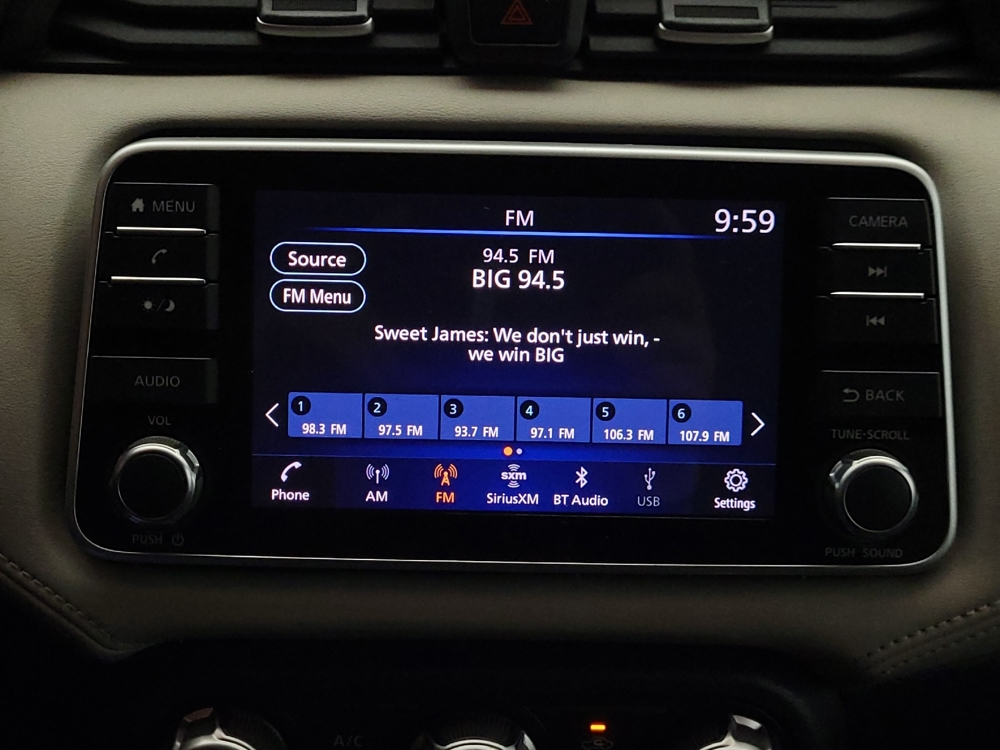 MENU
AUDIO
VOL
PUSH
FM
9:59
Source
FM Menu
94.5 FM
BIG 94.5
Sweet James: We don't just win, -
we win BIG
1 2 3 4 5 6
98.3 FM 97.5 FM 93.7 FM 97.1 FM 106.3 FM 107.9 FM
sxm
Phone AM FM SiriusXM BT Audio USB Settings
CAMERA
BACK
TUNE·SCROLL
PUSH SOUND
A/C